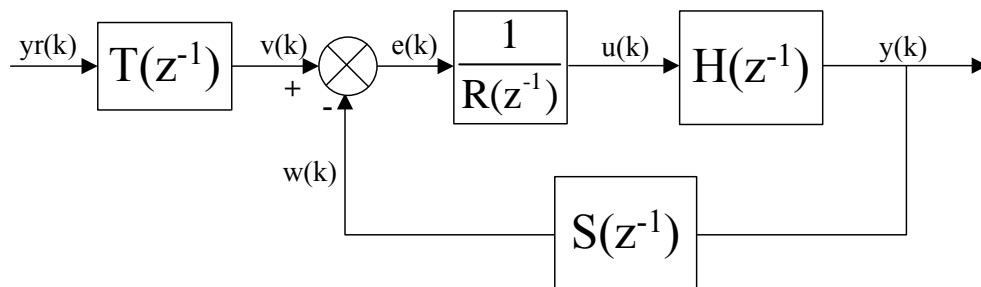 yr(k)
T(z⁻¹)
v(k)
+
-
e(k)
1
R(z⁻¹)
u(k)
H(z⁻¹)
y(k)
w(k)
S(z⁻¹)